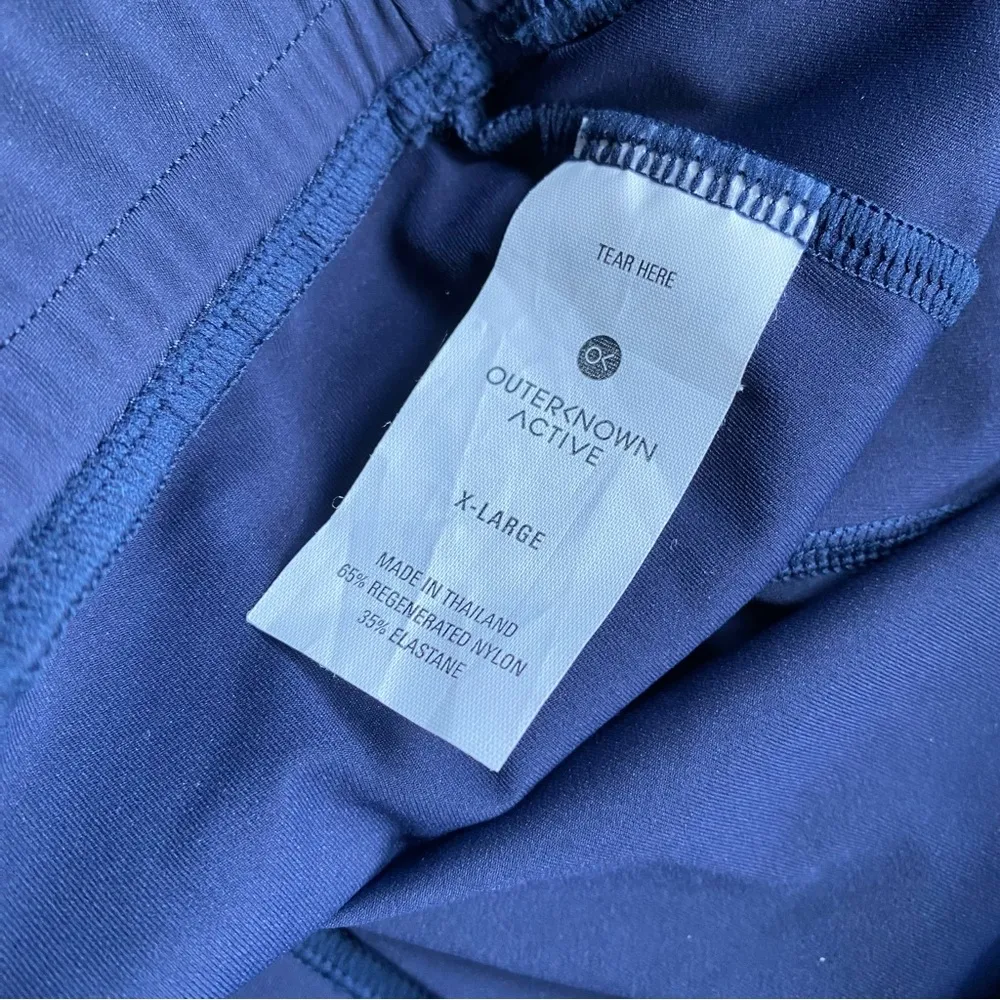 TEAR HERE
OK
OUTERKNOWN
ACTIVE
X-LARGE
MADE IN THAILAND
65% REGENERATED NYLON
35% ELASTANE